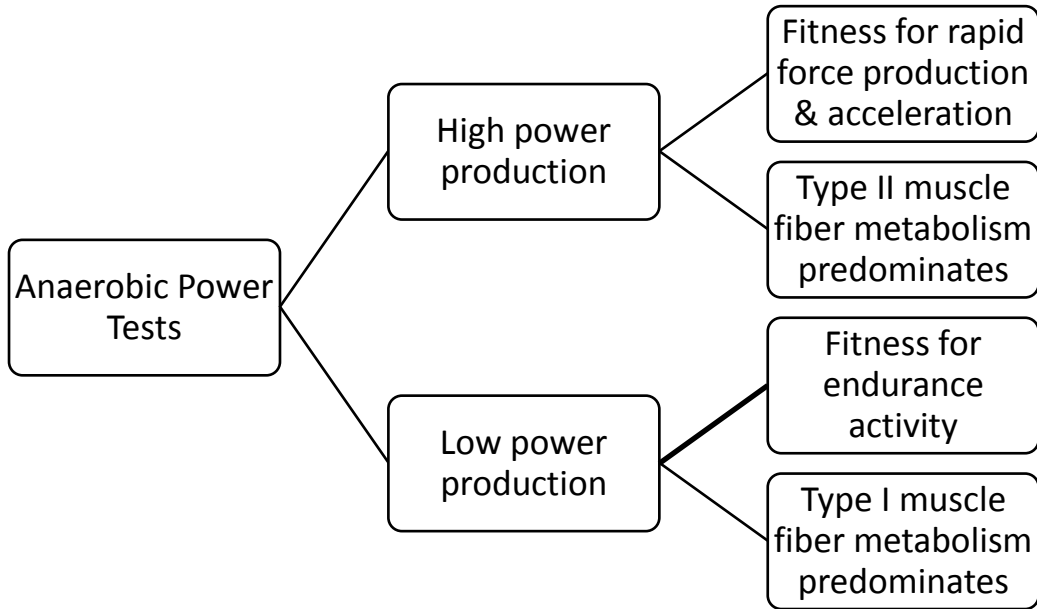 Anaerobic Power
Tests
High power
production
Fitness for rapid
force production
& acceleration
Type II muscle
fiber metabolism
predominates
Low power
production
Fitness for
endurance
activity
Type I muscle
fiber metabolism
predominates